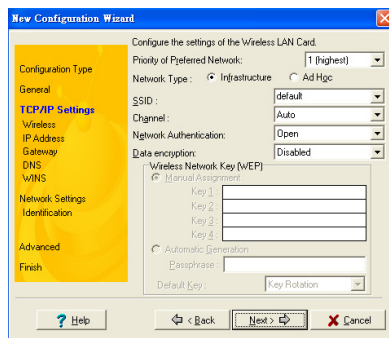 New Configuration Wizard
Configuration Type
General
TCP/IP Settings
Wireless
IP Address
Gateway
DNS
WINS
Network Settings
Identification
Advanced
Finish
Configure the settings of the Wireless LAN Card.
Priority of Preferred Network: 1 (highest)
Network Type : Infrastructure Ad Hoc
SSID : default
Channel : Auto
Network Authentication: Open
Data encryption: Disabled
Wireless Network Key (WEP)
Manual Assignment
Key 1 :
Key 2 :
Key 3 :
Key 4 :
Automatic Generation
Passphrase :
Default Key : Key Rotation
? Help
< Back
Next >
Cancel